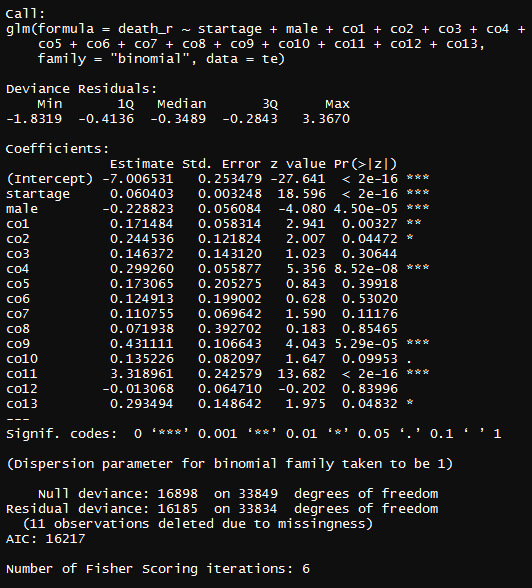 Call:
glm(formula = death_r ~ startage + male + co1 + co2 + co3 + co4 +
    co5 + co6 + co7 + co8 + co9 + co10 + co11 + co12 + co13,
    family = "binomial", data = te)

Deviance Residuals:
    Min       1Q   Median       3Q      Max
-1.8319  -0.4136  -0.3489  -0.2843   3.3670

Coefficients:
             Estimate Std. Error z value Pr(>|z|)
(Intercept) -7.006531   0.253479 -27.641  < 2e-16 ***
startage     0.060403   0.003248  18.596  < 2e-16 ***
male        -0.228823   0.056084  -4.080 4.50e-05 ***
co1          0.171484   0.058314   2.941  0.00327 **
co2          0.244536   0.121824   2.007  0.04472 *
co3          0.146372   0.143120   1.023  0.30644
co4          0.299260   0.055877   5.356 8.52e-08 ***
co5          0.173065   0.205275   0.843  0.39918
co6          0.124913   0.199002   0.628  0.53020
co7          0.110755   0.069642   1.590  0.11176
co8          0.071938   0.392702   0.183  0.85465
co9          0.431111   0.106643   4.043 5.29e-05 ***
co10         0.135226   0.082097   1.647  0.09953 .
co11         3.318961   0.242579  13.682  < 2e-16 ***
co12        -0.013068   0.064710  -0.202  0.83996
co13         0.293494   0.148642   1.975  0.04832 *
---
Signif. codes:  0 ‘***’ 0.001 ‘**’ 0.01 ‘*’ 0.05 ‘.’ 0.1 ‘ ’ 1

(Dispersion parameter for binomial family taken to be 1)

    Null deviance: 16898  on 33849  degrees of freedom
Residual deviance: 16185  on 33834  degrees of freedom
  (11 observations deleted due to missingness)
AIC: 16217

Number of Fisher Scoring iterations: 6